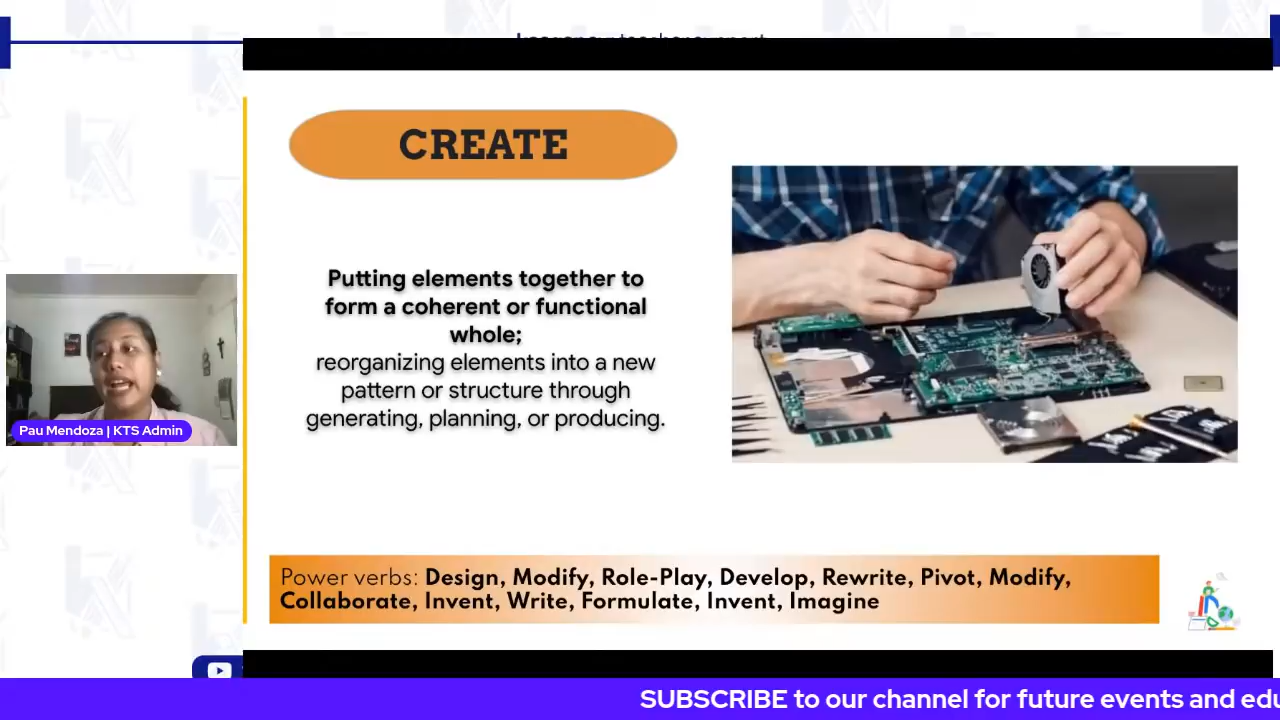 CREATE
Putting elements together to
form a coherent or functional
whole;
reorganizing elements into a new
pattern or structure through
generating, planning, or producing.
Pau Mendoza | KTS Admin
Power verbs: Design, Modify, Role-Play, Develop, Rewrite, Pivot, Modify,
Collaborate, Invent, Write, Formulate, Invent, Imagine
SUBSCRIBE to our channel for future events and edu